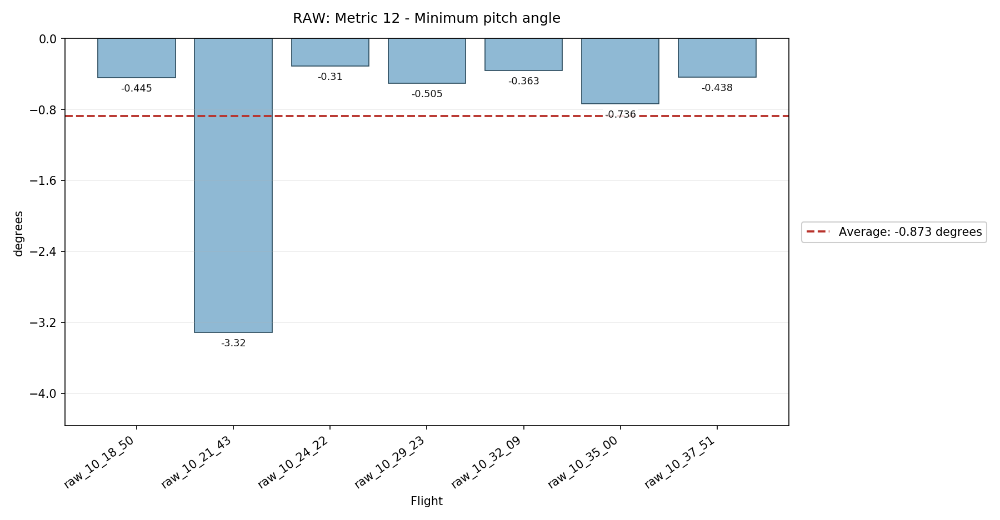 RAW: Metric 12 - Minimum pitch angle
0.0
−0.8
−1.6
−2.4
−3.2
−4.0
degrees
-0.445
-3.32
-0.31
-0.505
-0.363
-0.736
-0.438
Average: -0.873 degrees
raw_10_18_50
raw_10_21_43
raw_10_24_22
raw_10_29_23
raw_10_32_09
raw_10_35_00
raw_10_37_51
Flight